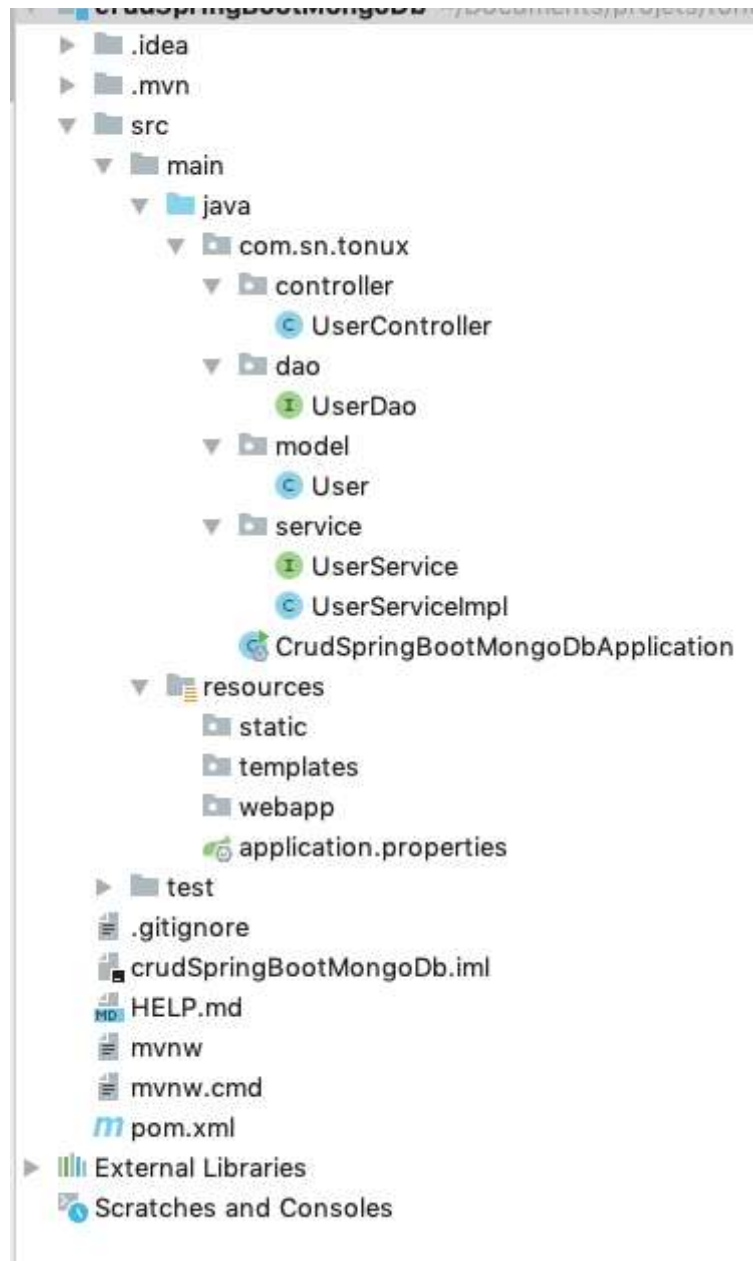 crudSpringBootMongoDb
.idea
.mvn
src
main
java
com.sn.tonux
controller
UserController
dao
UserDao
model
User
service
UserService
UserServiceImpl
CrudSpringBootMongoDbApplication
resources
static
templates
webapp
application.properties
test
.gitignore
crudSpringBootMongoDb.iml
HELP.md
mvnw
mvnw.cmd
pom.xml
External Libraries
Scratches and Consoles